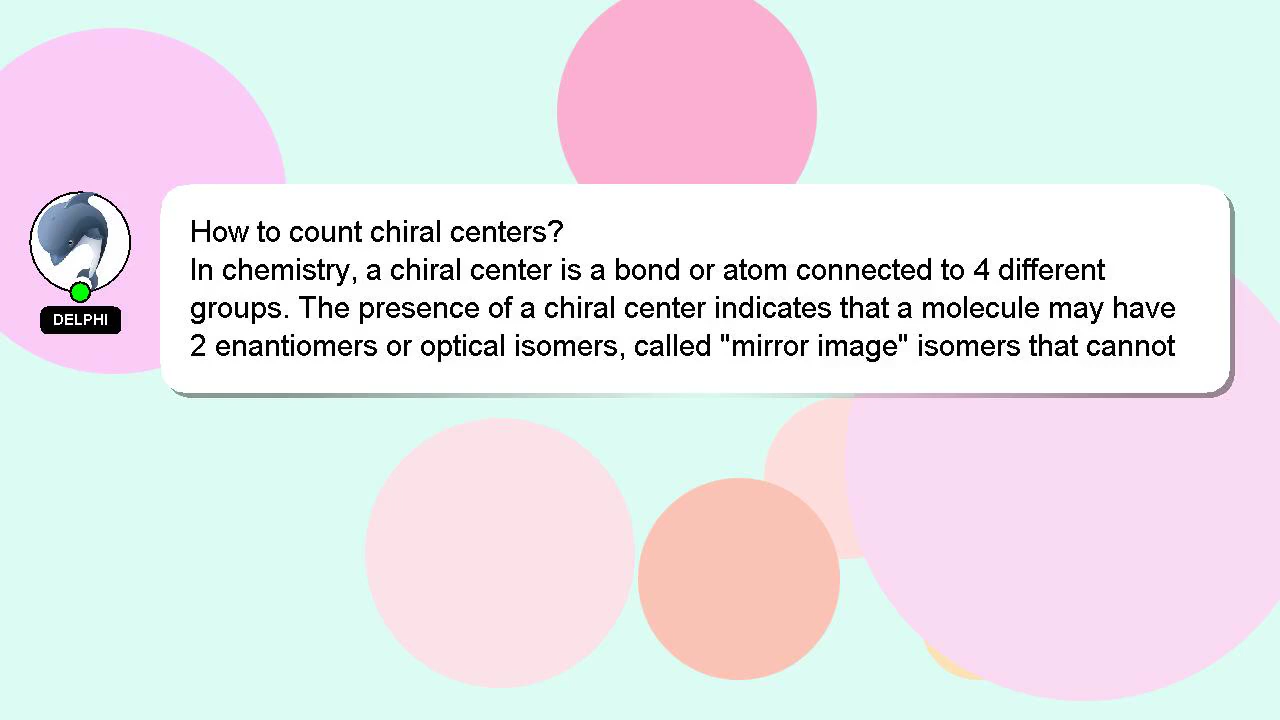 How to count chiral centers?
In chemistry, a chiral center is a bond or atom connected to 4 different
groups. The presence of a chiral center indicates that a molecule may have
2 enantiomers or optical isomers, called "mirror image" isomers that cannot
DELPHI